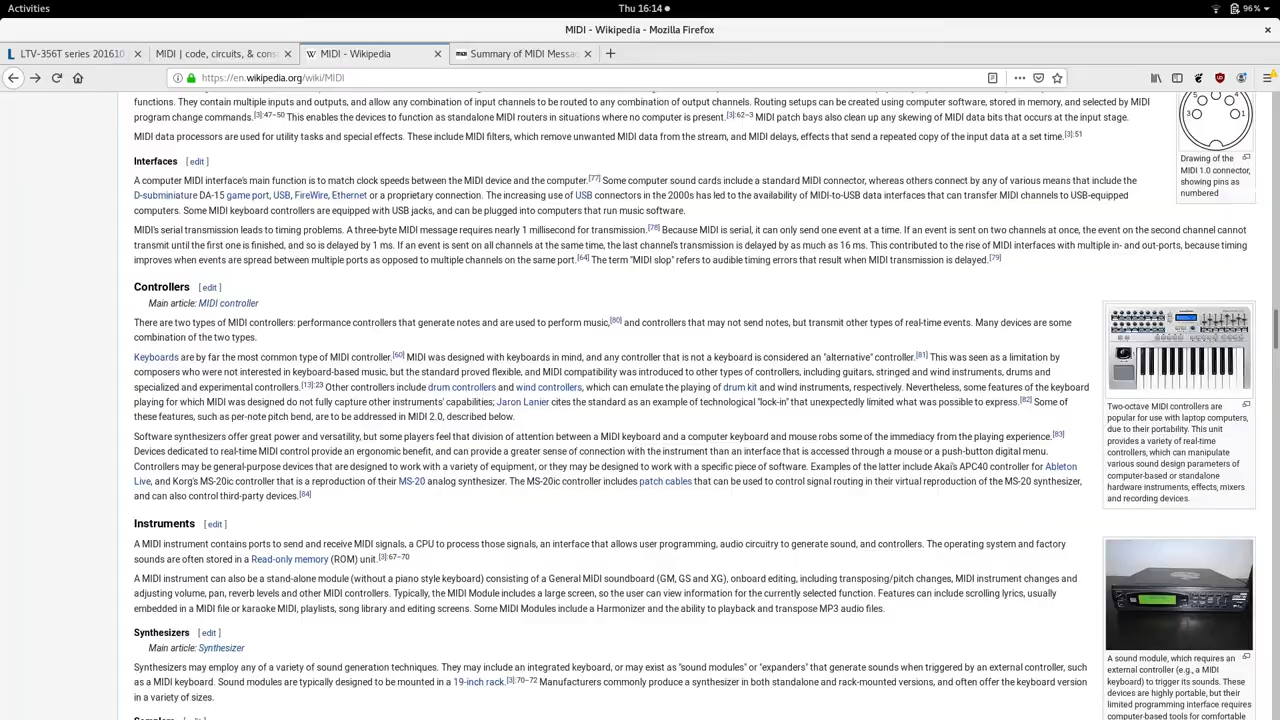 Activities
Thu 16:14
96%
MIDI - Wikipedia - Mozilla Firefox
LTV-356T series 201610
MIDI | code, circuits, & cons
MIDI - Wikipedia
Summary of MIDI Messa
https://en.wikipedia.org/wiki/MIDI
functions. They contain multiple inputs and outputs, and allow any combination of input channels to be routed to any combination of output channels. Routing setups can be created using computer software, stored in memory, and selected by MIDI
program change commands.[3]:47–50 This enables the devices to function as standalone MIDI routers in situations where no computer is present.[3]:62–3 MIDI patch bays also clean up any skewing of MIDI data bits that occurs at the input stage.
MIDI data processors are used for utility tasks and special effects. These include MIDI filters, which remove unwanted MIDI data from the stream, and MIDI delays, effects that send a repeated copy of the input data at a set time.[3]:51
5 4
3 1
Drawing of the
MIDI 1.0 connector,
showing pins as
numbered
Interfaces [ edit ]
A computer MIDI interface's main function is to match clock speeds between the MIDI device and the computer.[77] Some computer sound cards include a standard MIDI connector, whereas others connect by any of various means that include the
D-subminiature DA-15 game port, USB, FireWire, Ethernet or a proprietary connection. The increasing use of USB connectors in the 2000s has led to the availability of MIDI-to-USB data interfaces that can transfer MIDI channels to USB-equipped
computers. Some MIDI keyboard controllers are equipped with USB jacks, and can be plugged into computers that run music software.
MIDI's serial transmission leads to timing problems. A three-byte MIDI message requires nearly 1 millisecond for transmission.[78] Because MIDI is serial, it can only send one event at a time. If an event is sent on two channels at once, the event on the second channel cannot
transmit until the first one is finished, and so is delayed by 1 ms. If an event is sent on all channels at the same time, the last channel's transmission is delayed by as much as 16 ms. This contributed to the rise of MIDI interfaces with multiple in- and out-ports, because timing
improves when events are spread between multiple ports as opposed to multiple channels on the same port.[64] The term "MIDI slop" refers to audible timing errors that result when MIDI transmission is delayed.[79]
Controllers [ edit ]
Main article: MIDI controller
There are two types of MIDI controllers: performance controllers that generate notes and are used to perform music,[80] and controllers that may not send notes, but transmit other types of real-time events. Many devices are some
combination of the two types.
Keyboards are by far the most common type of MIDI controller.[60] MIDI was designed with keyboards in mind, and any controller that is not a keyboard is considered an "alternative" controller.[81] This was seen as a limitation by
composers who were not interested in keyboard-based music, but the standard proved flexible, and MIDI compatibility was introduced to other types of controllers, including guitars, stringed and wind instruments, drums and
specialized and experimental controllers.[13]:23 Other controllers include drum controllers and wind controllers, which can emulate the playing of drum kit and wind instruments, respectively. Nevertheless, some features of the keyboard
playing for which MIDI was designed do not fully capture other instruments' capabilities; Jaron Lanier cites the standard as an example of technological "lock-in" that unexpectedly limited what was possible to express.[82] Some of
these features, such as per-note pitch bend, are to be addressed in MIDI 2.0, described below.
Software synthesizers offer great power and versatility, but some players feel that division of attention between a MIDI keyboard and a computer keyboard and mouse robs some of the immediacy from the playing experience.[83]
Devices dedicated to real-time MIDI control provide an ergonomic benefit, and can provide a greater sense of connection with the instrument than an interface that is accessed through a mouse or a push-button digital menu.
Controllers may be general-purpose devices that are designed to work with a variety of equipment, or they may be designed to work with a specific piece of software. Examples of the latter include Akai's APC40 controller for Ableton
Live, and Korg's MS-20ic controller that is a reproduction of their MS-20 analog synthesizer. The MS-20ic controller includes patch cables that can be used to control signal routing in their virtual reproduction of the MS-20 synthesizer,
and can also control third-party devices.[84]
Two-octave MIDI controllers are
popular for use with laptop computers,
due to their portability. This unit
provides a variety of real-time
controllers, which can manipulate
various sound design parameters of
computer-based or standalone
hardware instruments, effects, mixers
and recording devices.
Instruments [ edit ]
A MIDI instrument contains ports to send and receive MIDI signals, a CPU to process those signals, an interface that allows user programming, audio circuitry to generate sound, and controllers. The operating system and factory
sounds are often stored in a Read-only memory (ROM) unit.[3]:67–70
A MIDI instrument can also be a stand-alone module (without a piano style keyboard) consisting of a General MIDI soundboard (GM, GS and XG), onboard editing, including transposing/pitch changes, MIDI instrument changes and
adjusting volume, pan, reverb levels and other MIDI controllers. Typically, the MIDI Module includes a large screen, so the user can view information for the currently selected function. Features can include scrolling lyrics, usually
embedded in a MIDI file or karaoke MIDI, playlists, song library and editing screens. Some MIDI Modules include a Harmonizer and the ability to playback and transpose MP3 audio files.
Synthesizers [ edit ]
Main article: Synthesizer
Synthesizers may employ any of a variety of sound generation techniques. They may include an integrated keyboard, or may exist as "sound modules" or "expanders" that generate sounds when triggered by an external controller, such
as a MIDI keyboard. Sound modules are typically designed to be mounted in a 19-inch rack.[3]:70–72 Manufacturers commonly produce a synthesizer in both standalone and rack-mounted versions, and often offer the keyboard version
in a variety of sizes.
A sound module, which requires an
external controller (e.g., a MIDI
keyboard) to trigger its sounds. These
devices are highly portable, but their
limited programming interface requires
computer-based tools for comfortable